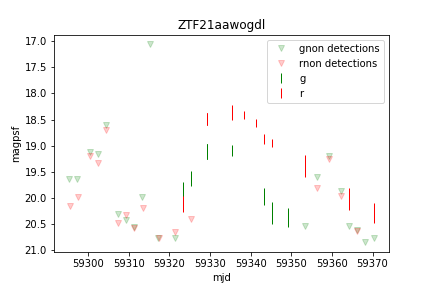 ZTF21aawogdl
17.0
17.5
18.0
18.5
19.0
19.5
20.0
20.5
21.0
magpsf
gnon detections
rnon detections
g
r
59300
59310
59320
59330
59340
59350
59360
59370
mjd